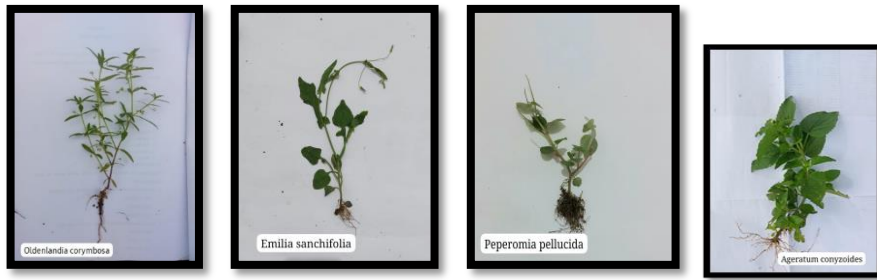 Oldenlandia corymbosa
Emilia sanchifolia
Peperomia pellucida
Ageratum conyzoides